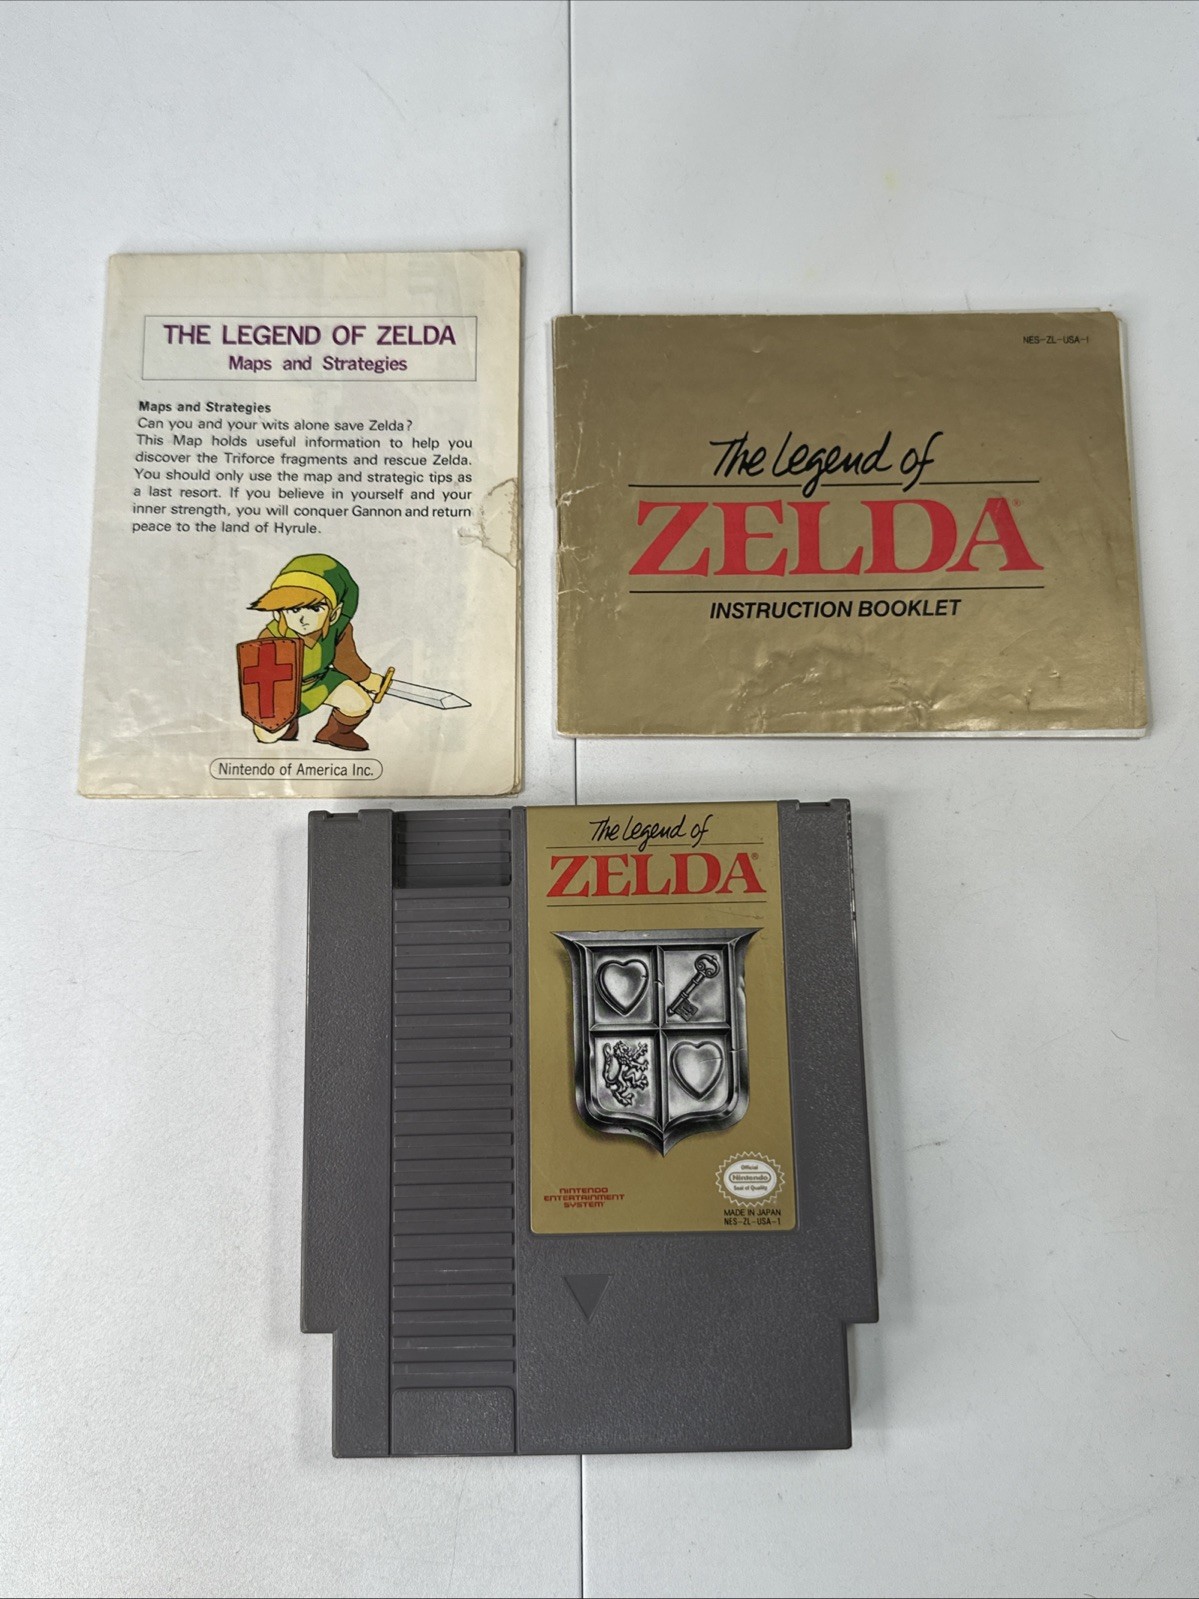 THE LEGEND OF ZELDA
Maps and Strategies
Maps and Strategies
Can you and your wits alone save Zelda?
This Map holds useful information to help you
discover the Triforce fragments and rescue Zelda.
You should only use the map and strategic tips as
a last resort. If you believe in yourself and your
inner strength, you will conquer Gannon and return
peace to the land of Hyrule.
Nintendo of America Inc.
NES-ZL-USA-1
The Legend of
ZELDA®
INSTRUCTION BOOKLET
The Legend of
ZELDA®
NINTENDO
ENTERTAINMENT
SYSTEM
Official
Nintendo
Seal of Quality
MADE IN JAPAN
NES-ZL-USA-1